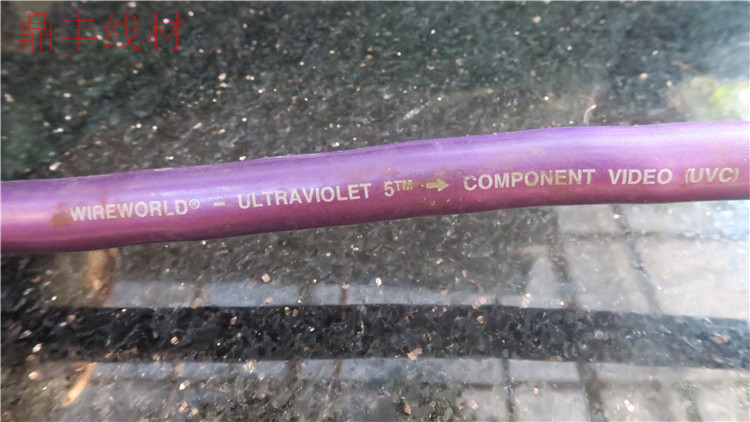 鼎丰线材
WIREWORLD® – ULTRAVIOLET 5™ → COMPONENT VIDEO (UVC)